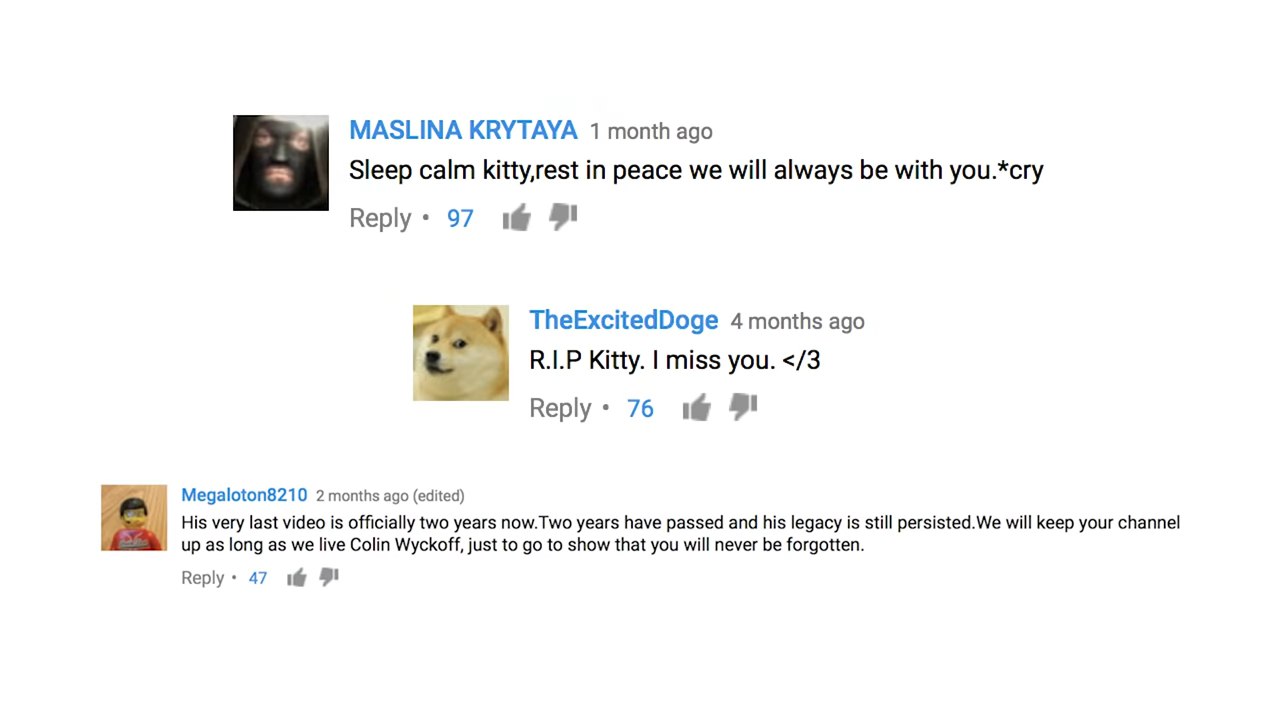 MASLINA KRYTAYA 1 month ago
Sleep calm kitty,rest in peace we will always be with you.*cry
Reply • 97
TheExcitedDoge 4 months ago
R.I.P Kitty. I miss you. </3
Reply • 76
Megaloton8210 2 months ago (edited)
His very last video is officially two years now.Two years have passed and his legacy is still persisted.We will keep your channel
up as long as we live Colin Wyckoff, just to go to show that you will never be forgotten.
Reply • 47